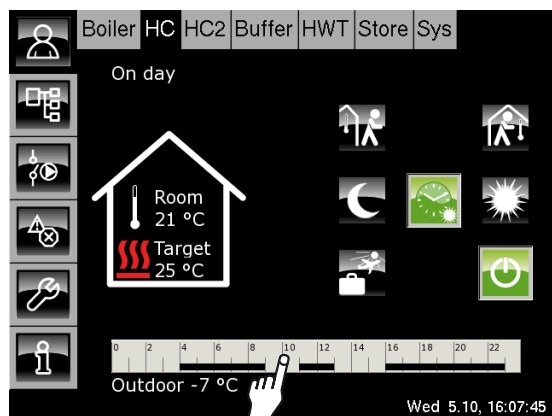 Boiler HC HC2 Buffer HWT Store Sys
On day
Room
21 °C
Target
25 °C
0 2 4 6 8 10 12 14 16 18 20 22
Outdoor -7 °C
Wed 5.10, 16:07:45